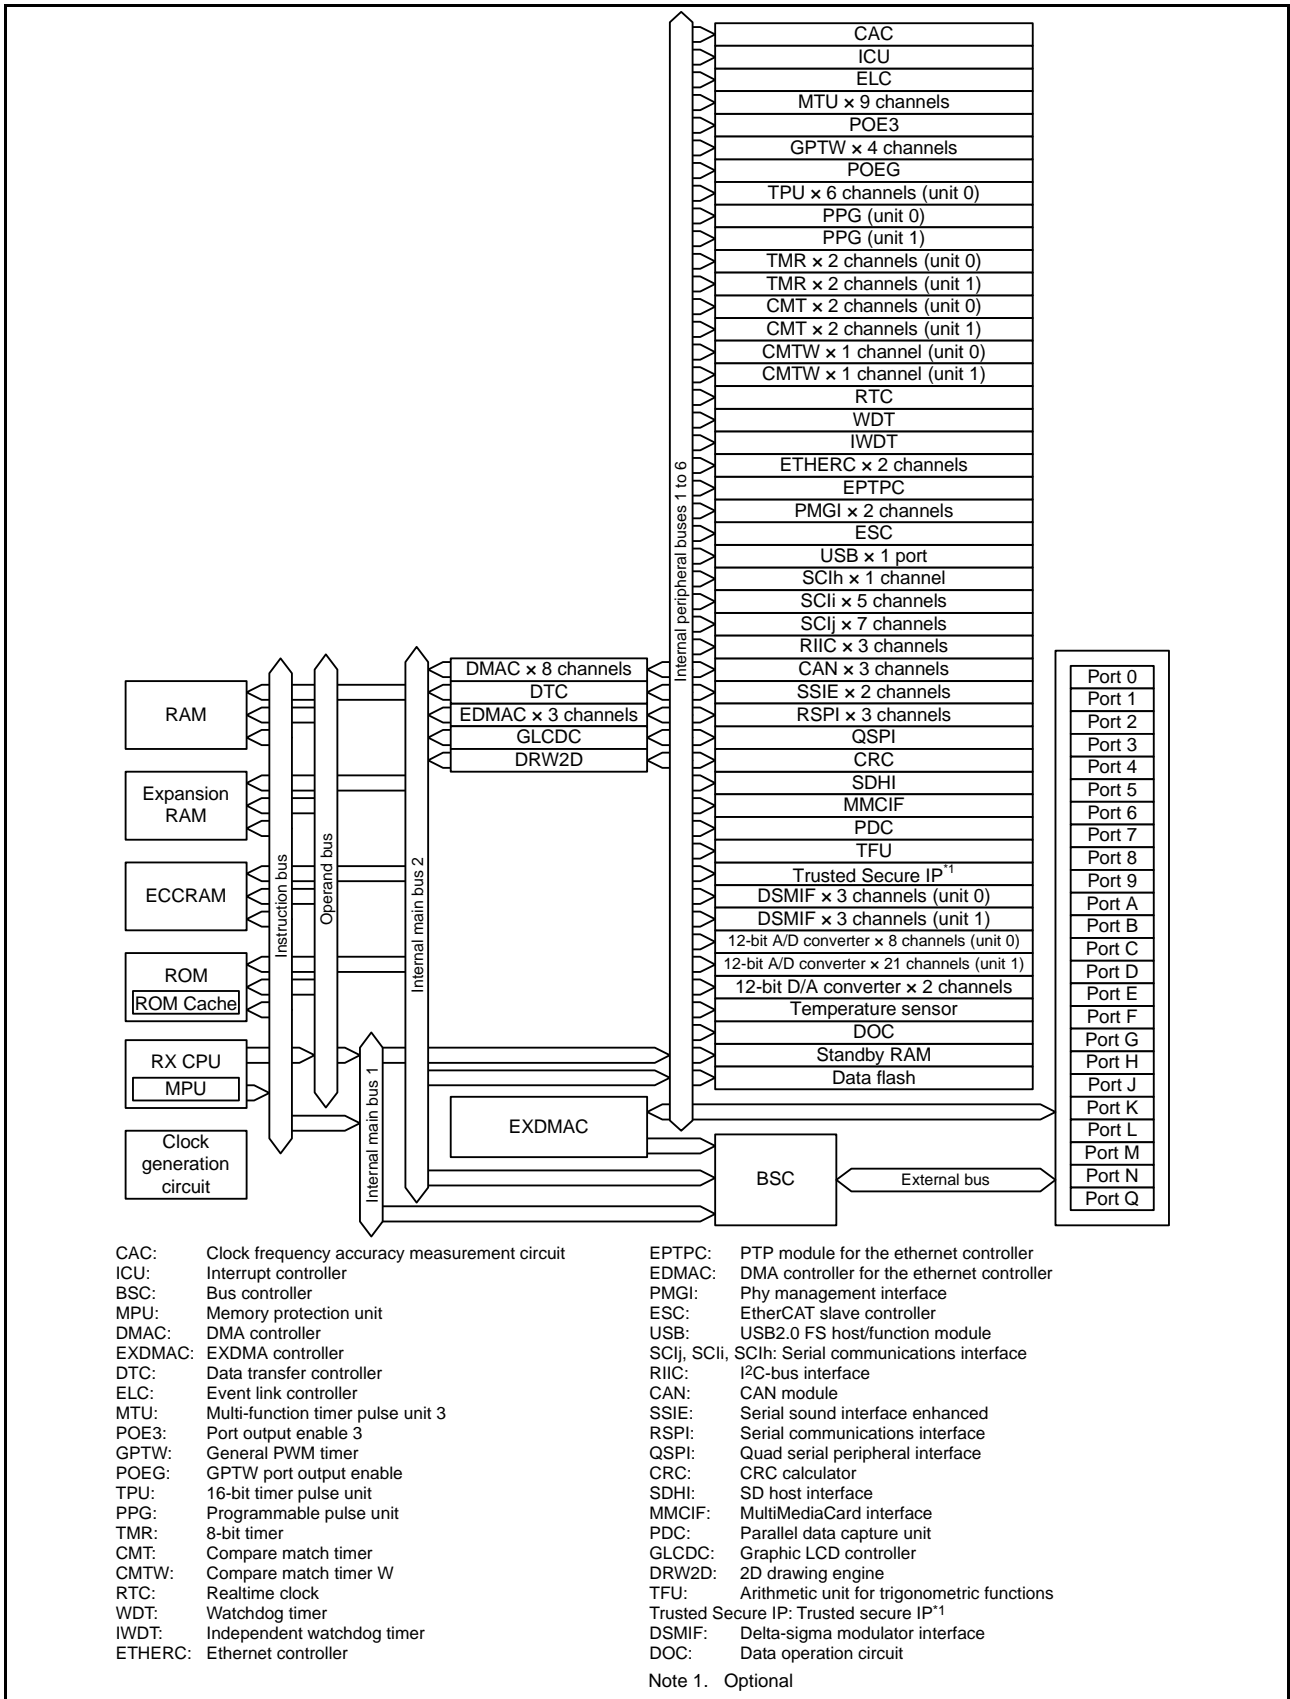 CAC
ICU
ELC
MTU × 9 channels
POE3
GPTW × 4 channels
POEG
TPU × 6 channels (unit 0)
PPG (unit 0)
PPG (unit 1)
TMR × 2 channels (unit 0)
TMR × 2 channels (unit 1)
CMT × 2 channels (unit 0)
CMT × 2 channels (unit 1)
CMTW × 1 channel (unit 0)
CMTW × 1 channel (unit 1)
RTC
WDT
IWDT
ETHERC × 2 channels
EPTPC
PMGI × 2 channels
ESC
USB × 1 port
SCIh × 1 channel
SCIi × 5 channels
SCIj × 7 channels
RIIC × 3 channels
CAN × 3 channels
SSIE × 2 channels
RSPI × 3 channels
QSPI
CRC
SDHI
MMCIF
PDC
TFU
Trusted Secure IP*1
DSMIF × 3 channels (unit 0)
DSMIF × 3 channels (unit 1)
12-bit A/D converter × 8 channels (unit 0)
12-bit A/D converter × 21 channels (unit 1)
12-bit D/A converter × 2 channels
Temperature sensor
DOC
Standby RAM
Data flash
Internal peripheral buses 1 to 6
DMAC × 8 channels
DTC
EDMAC × 3 channels
GLCDC
DRW2D
RAM
Expansion
RAM
ECCRAM
ROM
ROM Cache
RX CPU
MPU
Clock
generation
circuit
Instruction bus
Operand bus
Internal main bus 1
Internal main bus 2
EXDMAC
BSC
External bus
Port 0
Port 1
Port 2
Port 3
Port 4
Port 5
Port 6
Port 7
Port 8
Port 9
Port A
Port B
Port C
Port D
Port E
Port F
Port G
Port H
Port J
Port K
Port L
Port M
Port N
Port Q
CAC: Clock frequency accuracy measurement circuit
ICU: Interrupt controller
BSC: Bus controller
MPU: Memory protection unit
DMAC: DMA controller
EXDMAC: EXDMA controller
DTC: Data transfer controller
ELC: Event link controller
MTU: Multi-function timer pulse unit 3
POE3: Port output enable 3
GPTW: General PWM timer
POEG: GPTW port output enable
TPU: 16-bit timer pulse unit
PPG: Programmable pulse unit
TMR: 8-bit timer
CMT: Compare match timer
CMTW: Compare match timer W
RTC: Realtime clock
WDT: Watchdog timer
IWDT: Independent watchdog timer
ETHERC: Ethernet controller
EPTPC: PTP module for the ethernet controller
EDMAC: DMA controller for the ethernet controller
PMGI: Phy management interface
ESC: EtherCAT slave controller
USB: USB2.0 FS host/function module
SCIj, SCIi, SCIh: Serial communications interface
RIIC: I2C-bus interface
CAN: CAN module
SSIE: Serial sound interface enhanced
RSPI: Serial communications interface
QSPI: Quad serial peripheral interface
CRC: CRC calculator
SDHI: SD host interface
MMCIF: MultiMediaCard interface
PDC: Parallel data capture unit
GLCDC: Graphic LCD controller
DRW2D: 2D drawing engine
TFU: Arithmetic unit for trigonometric functions
Trusted Secure IP: Trusted secure IP*1
DSMIF: Delta-sigma modulator interface
DOC: Data operation circuit
Note 1. Optional